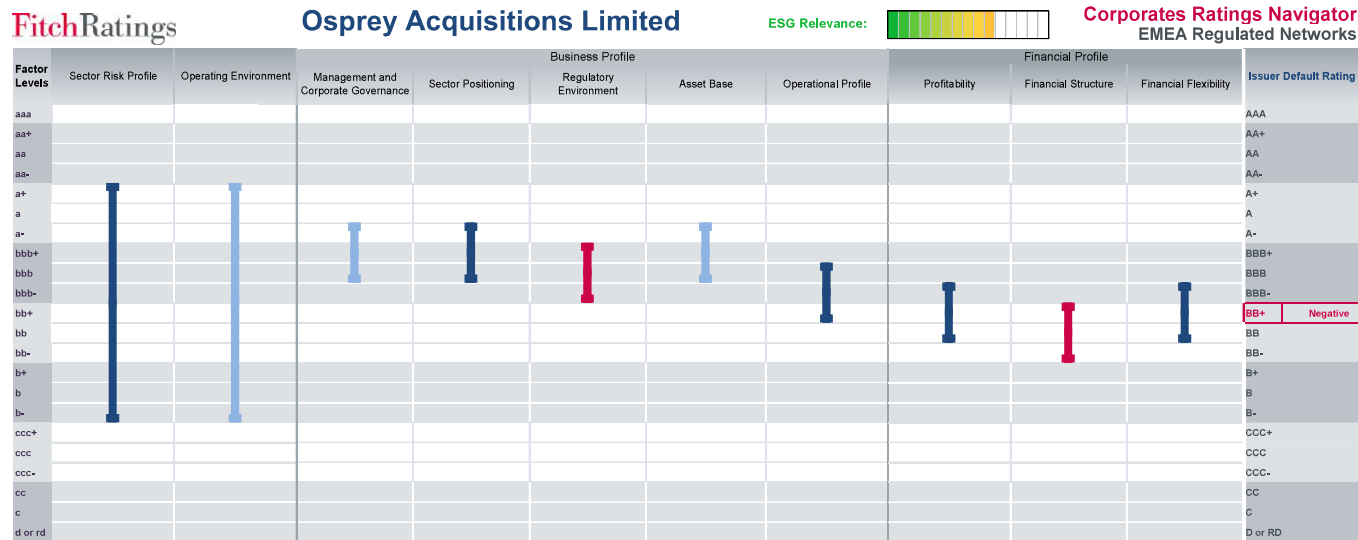 FitchRatings
Osprey Acquisitions Limited
ESG Relevance:
Corporates Ratings Navigator
EMEA Regulated Networks
Factor
Levels
Sector Risk Profile
Operating Environment
Business Profile
Management and
Corporate Governance
Sector Positioning
Regulatory
Environment
Asset Base
Operational Profile
Financial Profile
Profitability
Financial Structure
Financial Flexibility
Issuer Default Rating
aaa AAA
aa+ AA+
aa AA
aa- AA-
a+ A+
a A
a- A-
bbb+ BBB+
bbb BBB
bbb- BBB-
bb+ BB+ Negative
bb BB
bb- BB-
b+ B+
b B
b- B-
ccc+ CCC+
ccc CCC
ccc- CCC-
cc CC
c C
d or rd D or RD